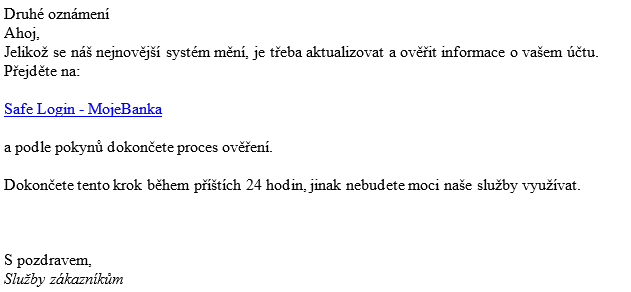 Druhé oznámení
Ahoj,
Jelikož se náš nejnovější systém mění, je třeba aktualizovat a ověřit informace o vašem účtu.
Přejděte na:
Safe Login - MojeBanka
a podle pokynů dokončete proces ověření.
Dokončete tento krok během příštích 24 hodin, jinak nebudete moci naše služby využívat.
S pozdravem,
Služby zákazníkům